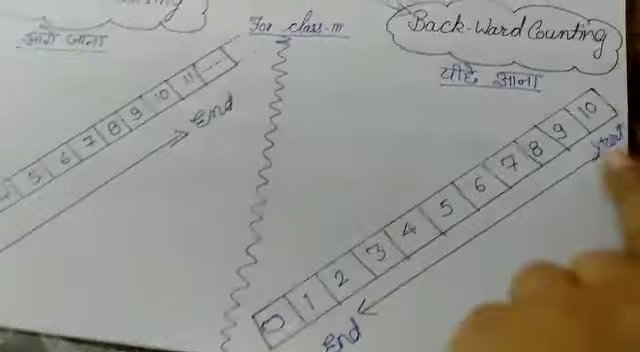 आगे जाना
5 6 7 8 9 10 11 ...
End
For class-III
Back-Ward Counting
पीछे आना
0 1 2 3 4 5 6 7 8 9 10
Start
End